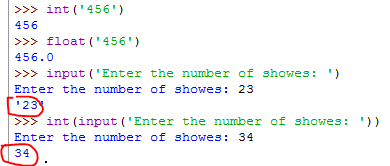 >>> int('456')
456
>>> float('456')
456.0
>>> input('Enter the number of showes: ')
Enter the number of showes: 23
'23'
>>> int(input('Enter the number of showes: '))
Enter the number of showes: 34
34